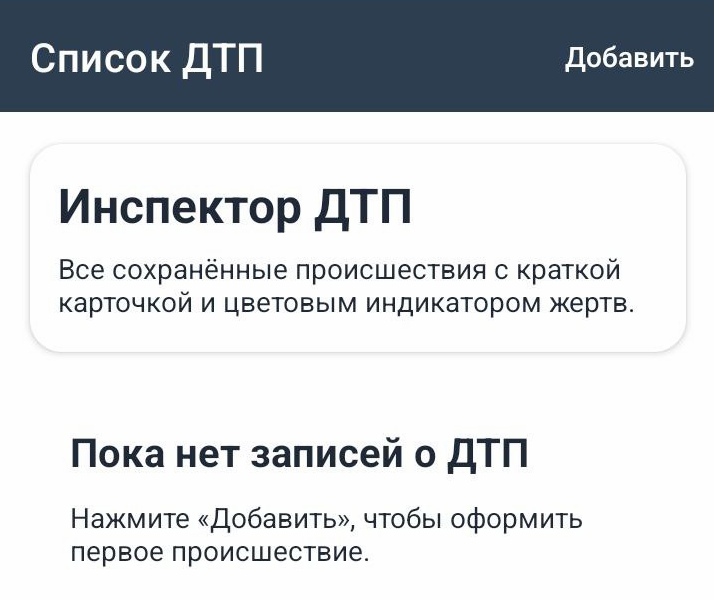 Список ДТП
Добавить
Инспектор ДТП
Все сохранённые происшествия с краткой
карточкой и цветовым индикатором жертв.
Пока нет записей о ДТП
Нажмите «Добавить», чтобы оформить
первое происшествие.